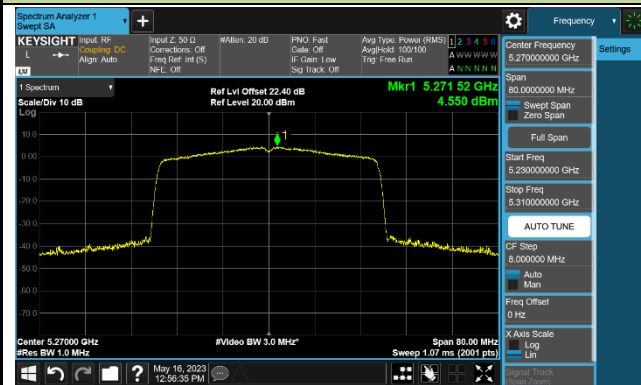 Spectrum Analyzer 1
Swept SA
Frequency
KEYSIGHT
Input: RF
Coupling: DC
Align: Auto
Input Z: 50 Ω
Corrections: Off
Freq Ref: Int (S)
NFE: Off
#Atten: 20 dB
PNO: Fast
Gate: Off
IF Gain: Low
Sig Track: Off
Avg Type: Power (RMS)
Avg|Hold: 100/100
Trig: Free Run
1 2 3 4 5 6
A W W W W W
A N N N N N
L
LXI
1 Spectrum
Scale/Div 10 dB
Log
Ref Lvl Offset 22.40 dB
Ref Level 20.00 dBm
Mkr1 5.271 52 GHz
4.550 dBm
1
10.0
0.00
-10.0
-20.0
-30.0
-40.0
-50.0
-60.0
-70.0
Center 5.27000 GHz
#Res BW 1.0 MHz
#Video BW 3.0 MHz*
Span 80.00 MHz
Sweep 1.07 ms (2001 pts)
Center Frequency
5.270000000 GHz
Settings
Span
80.0000000 MHz
Swept Span
Zero Span
Full Span
Start Freq
5.230000000 GHz
Stop Freq
5.310000000 GHz
AUTO TUNE
CF Step
8.000000 MHz
Auto
Man
Freq Offset
0 Hz
X Axis Scale
Log
Lin
Signal Track
(Span Zoom)
May 16, 2023
12:56:35 PM